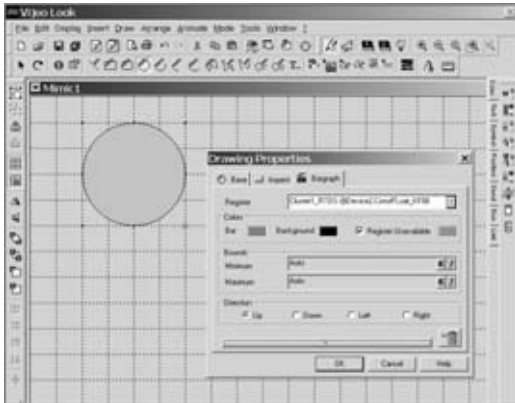 Vijeo Look
File Edit Display Insert Draw Arrange Animate Mode Tools Window ?
Mimic1
Drawing Properties
Base Aspect Bargraph
Register
Colors
Bar Background Register Unavailable
Bounds
Minimum Auto
Maximum Auto
Direction
Up Down Left Right
OK Cancel Help